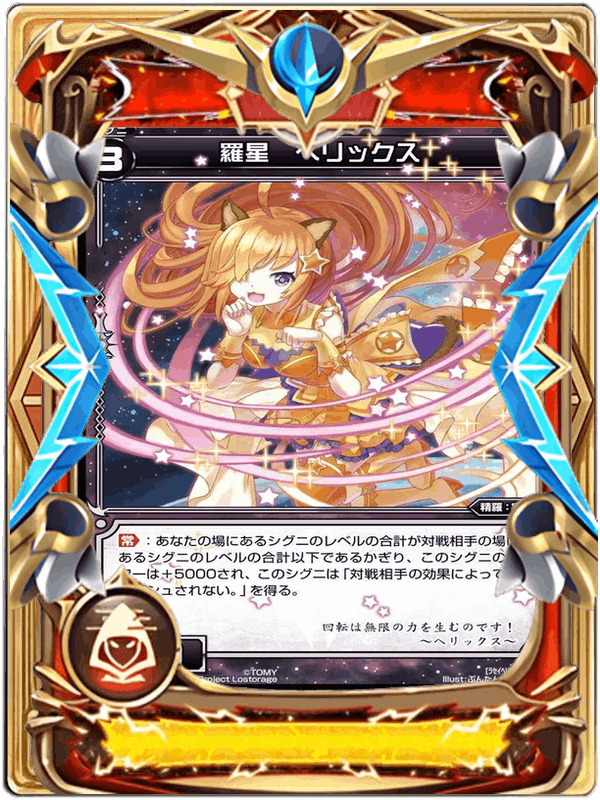 3
羅星 ヘリックス
精羅:
常:あなたの場にあるシグニのレベルの合計が対戦相手の場
あるシグニのレベルの合計以下であるかぎり、このシグニの
ワーは+5000され、このシグニは「対戦相手の効果によって
シュされない。」を得る。
回転は無限の力を生むのです!
～ヘリックス～
©TOMY
Project Lostorage
Illust:ぶんたん